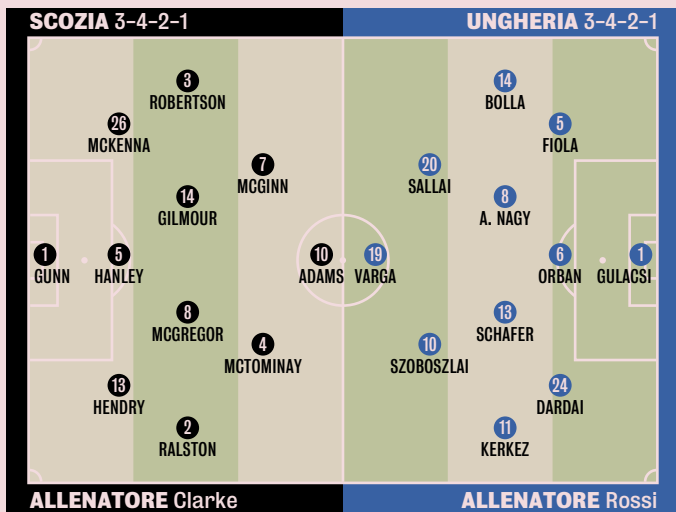 SCOZIA 3-4-2-1
UNGHERIA 3-4-2-1
3
ROBERTSON
26
MCKENNA
7
MCGINN
14
GILMOUR
1
GUNN
5
HANLEY
10
ADAMS
8
MCGREGOR
4
MCTOMINAY
13
HENDRY
2
RALSTON
14
BOLLA
5
FIOLA
20
SALLAI
8
A. NAGY
19
VARGA
6
ORBAN
1
GULACSI
13
SCHAFER
10
SZOBOSZLAI
24
DARDAI
11
KERKEZ
ALLENATORE Clarke
ALLENATORE Rossi